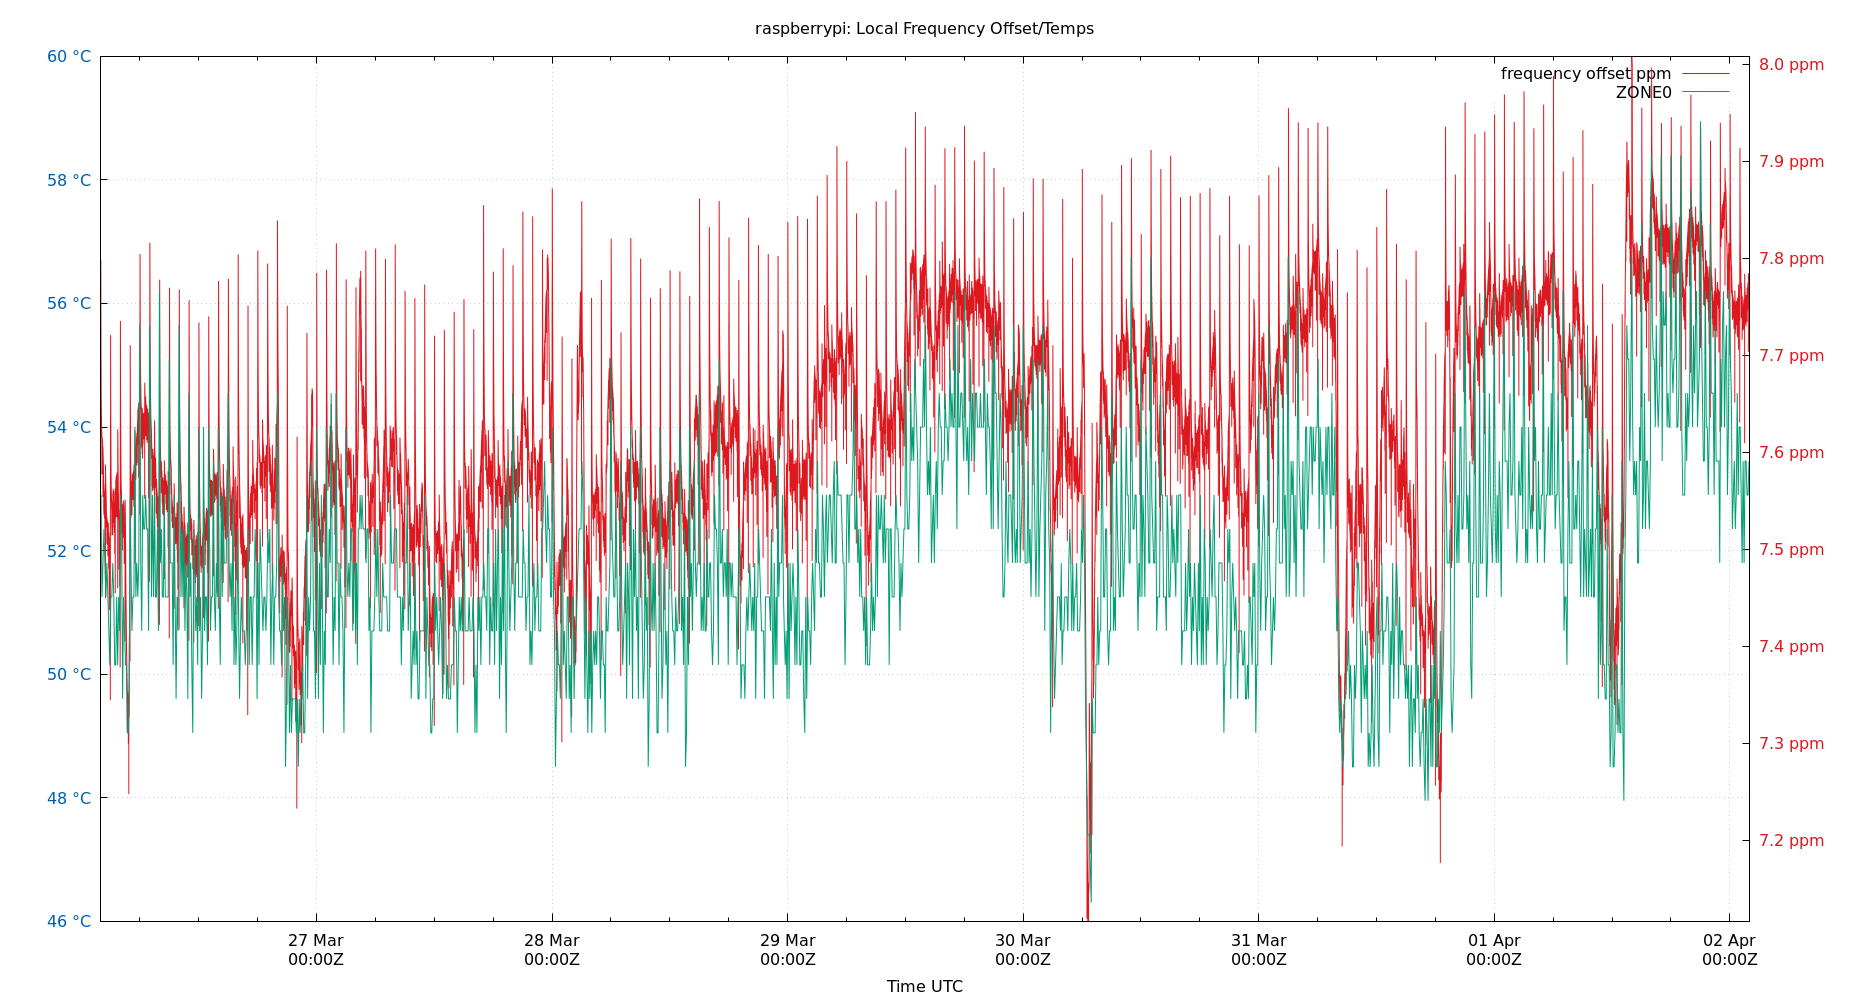 raspberrypi: Local Frequency Offset/Temps
60 °C
58 °C
56 °C
54 °C
52 °C
50 °C
48 °C
46 °C
frequency offset ppm
ZONE0
8.0 ppm
7.9 ppm
7.8 ppm
7.7 ppm
7.6 ppm
7.5 ppm
7.4 ppm
7.3 ppm
7.2 ppm
27 Mar
00:00Z
28 Mar
00:00Z
29 Mar
00:00Z
30 Mar
00:00Z
31 Mar
00:00Z
01 Apr
00:00Z
02 Apr
00:00Z
Time UTC